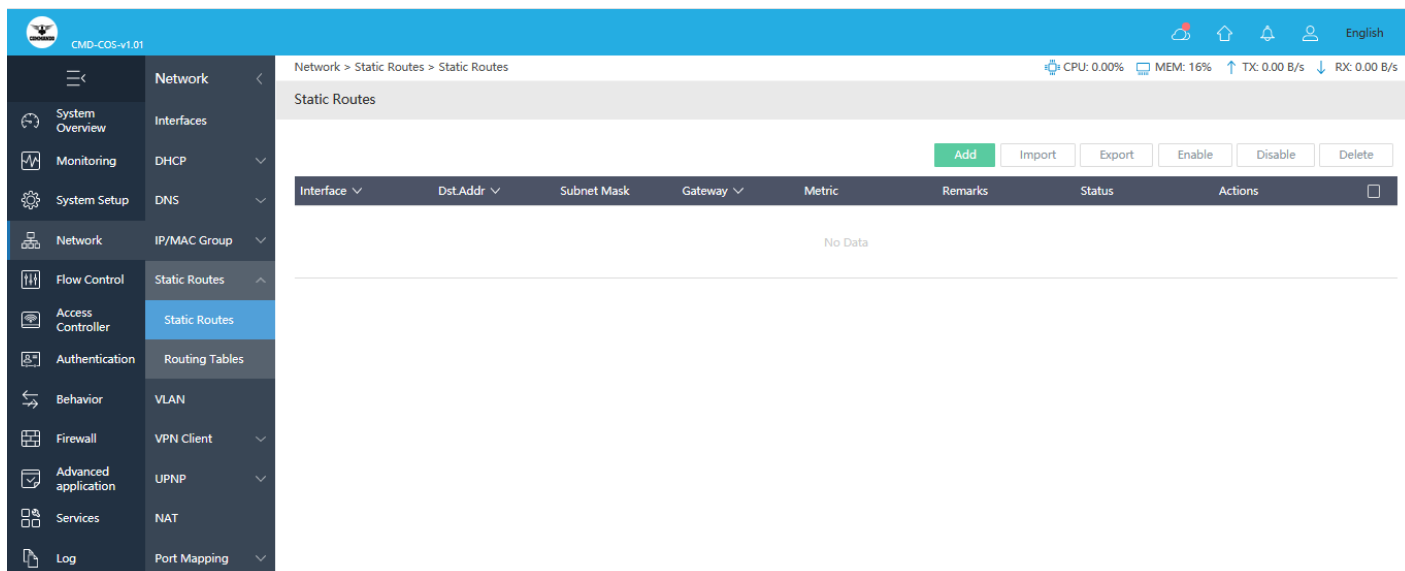 CMD-COS-v1.01
English
Network > Static Routes > Static Routes
CPU: 0.00%
MEM: 16%
TX: 0.00 B/s
RX: 0.00 B/s
System
Overview
Monitoring
System Setup
Network
Flow Control
Access
Controller
Authentication
Behavior
Firewall
Advanced
application
Services
Log
Network
Interfaces
DHCP
DNS
IP/MAC Group
Static Routes
Static Routes
Routing Tables
VLAN
VPN Client
UPNP
NAT
Port Mapping
Static Routes
Add Import Export Enable Disable Delete
Interface Dst.Addr Subnet Mask Gateway Metric Remarks Status Actions
No Data